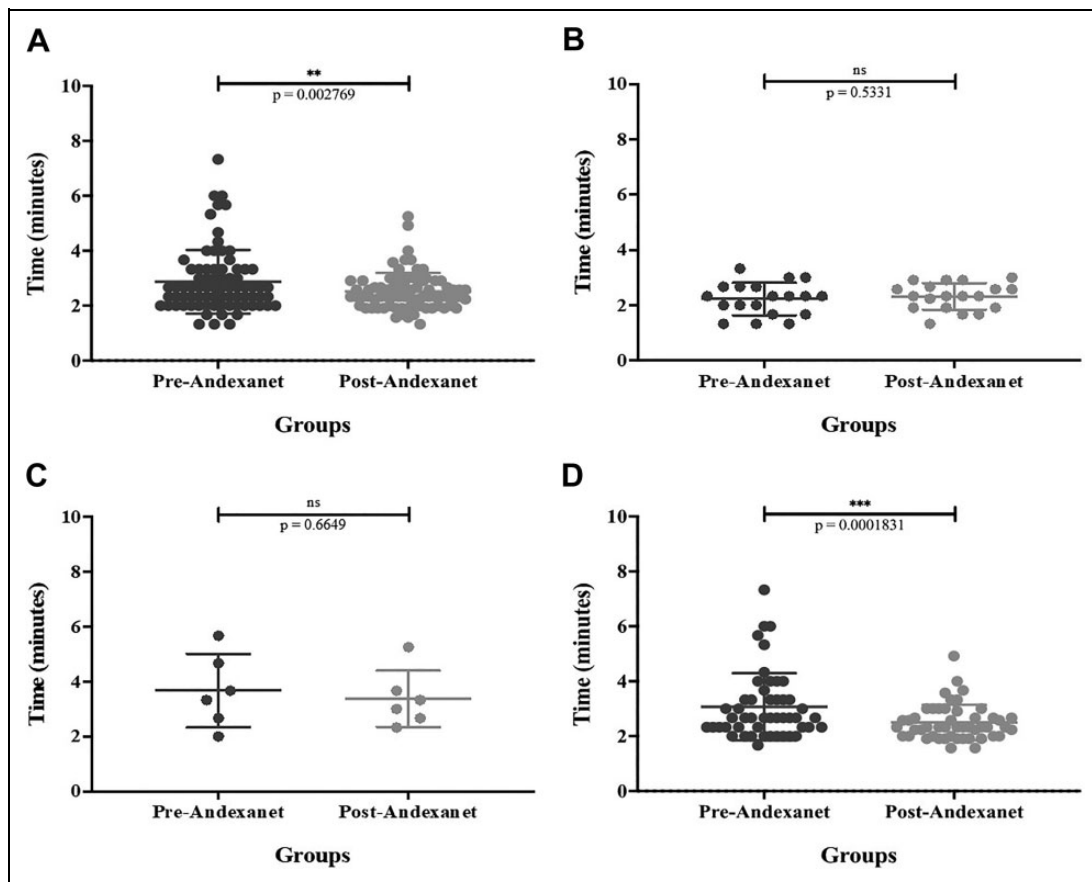 A
**
p = 0.002769
10
8
6
4
2
0
Time (minutes)
Pre-Andexanet Post-Andexanet
Groups
B
ns
p = 0.5331
10
8
6
4
2
0
Time (minutes)
Pre-Andexanet Post-Andexanet
Groups
C
ns
p = 0.6649
10
8
6
4
2
0
Time (minutes)
Pre-Andexanet Post-Andexanet
Groups
D
***
p = 0.0001831
10
8
6
4
2
0
Time (minutes)
Pre-Andexanet Post-Andexanet
Groups